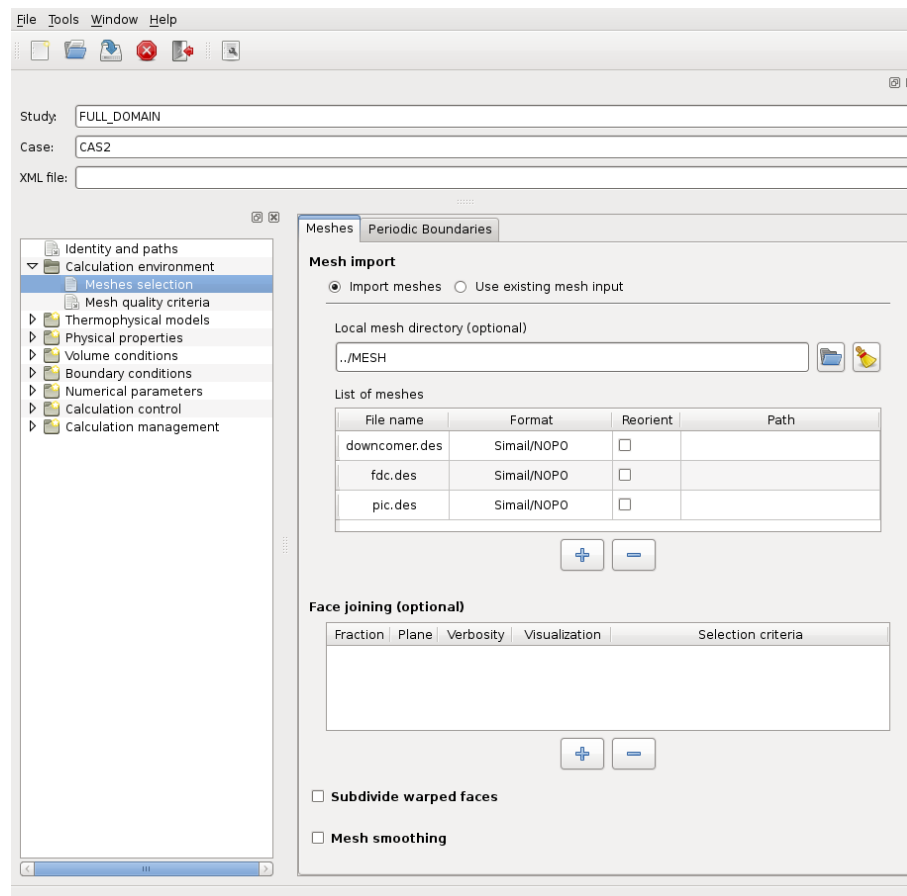 File Tools Window Help
Study: FULL_DOMAIN
Case: CAS2
XML file:
Identity and paths
Calculation environment
Meshes selection
Mesh quality criteria
Thermophysical models
Physical properties
Volume conditions
Boundary conditions
Numerical parameters
Calculation control
Calculation management
Meshes Periodic Boundaries
Mesh import
Import meshes Use existing mesh input
Local mesh directory (optional)
../MESH
List of meshes
File name Format Reorient Path
downcomer.des Simail/NOPO
fdc.des Simail/NOPO
pic.des Simail/NOPO
Face joining (optional)
Fraction Plane Verbosity Visualization Selection criteria
Subdivide warped faces
Mesh smoothing